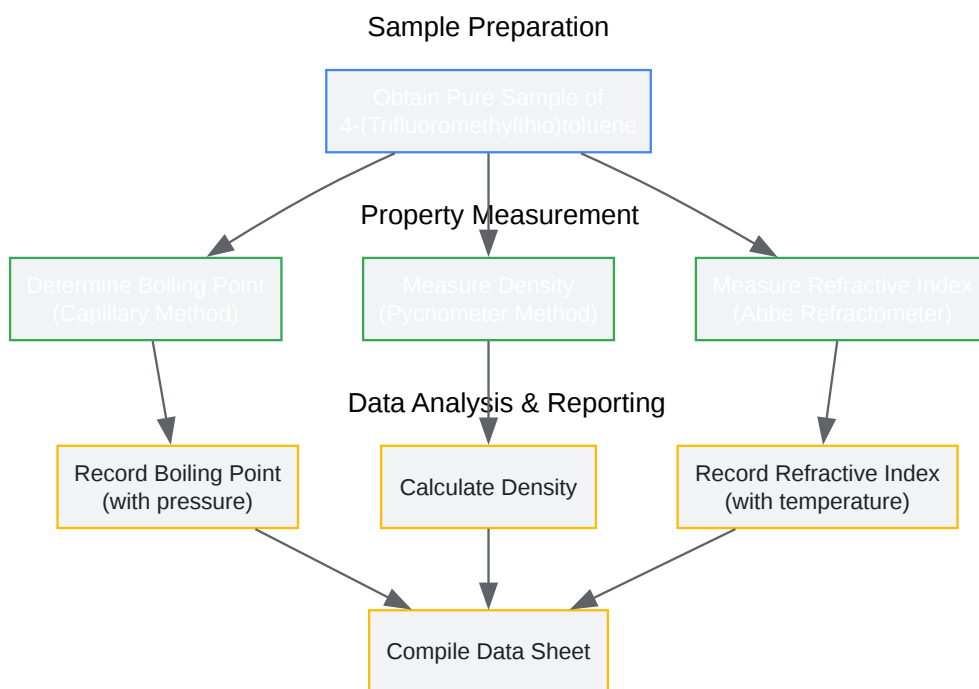 Sample Preparation
Obtain Pure Sample of
4-(Trifluoromethylthio)toluene
Property Measurement
Determine Boiling Point
(Capillary Method)
Measure Density
(Pycnometer Method)
Measure Refractive Index
(Abbe Refractometer)
Data Analysis & Reporting
Record Boiling Point
(with pressure)
Calculate Density
Record Refractive Index
(with temperature)
Compile Data Sheet